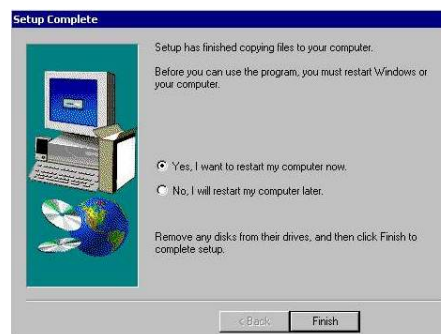 Setup Complete
Setup has finished copying files to your computer.
Before you can use the program, you must restart Windows or
your computer.
Yes, I want to restart my computer now.
No, I will restart my computer later.
Remove any disks from their drives, and then click Finish to
complete setup.
< Back
Finish